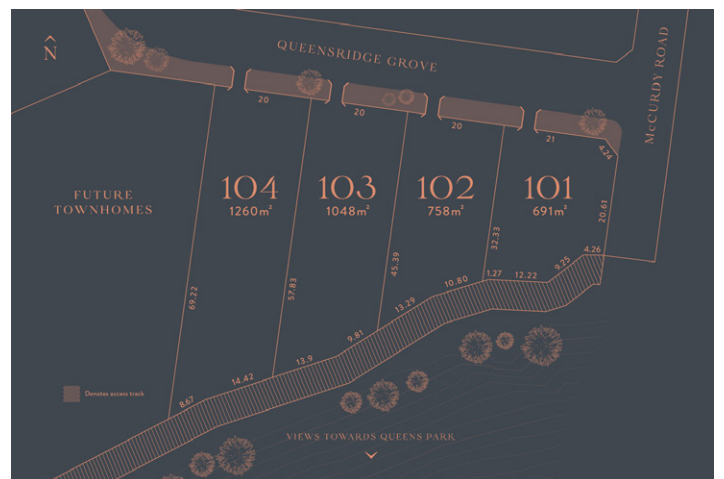 N
QUEENSRIDGE GROVE
McCURDY ROAD
20
20
20
21
4.24
104
1260m²
103
1048m²
102
758m²
101
691m²
FUTURE
TOWNHOMES
20.61
32.33
45.39
57.83
69.22
4.26
9.25
12.22
1.27
10.80
13.29
9.81
13.9
14.42
8.67
Denotes access track
VIEWS TOWARDS QUEENS PARK